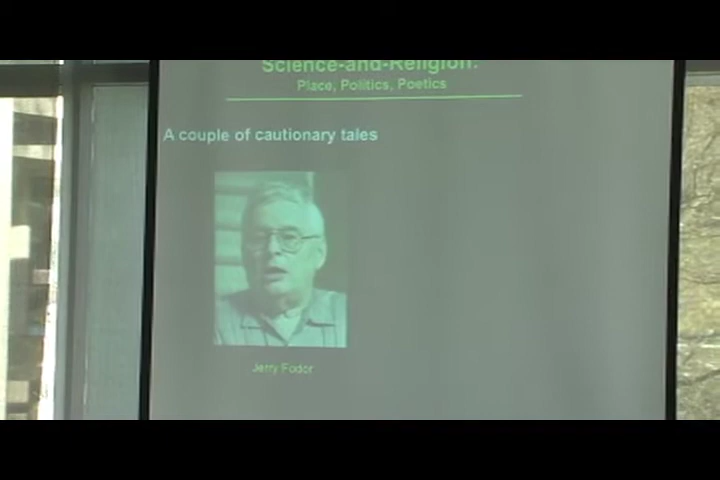 Science-and-Religion:
Place, Politics, Poetics
A couple of cautionary tales
Jerry Fodor